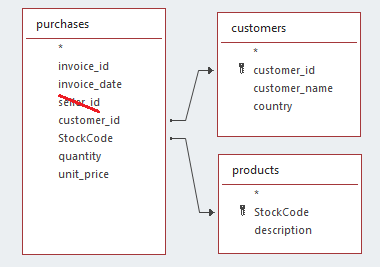 purchases
*
invoice_id
invoice_date
seller_id
customer_id
StockCode
quantity
unit_price
customers
*
customer_id
customer_name
country
products
*
StockCode
description